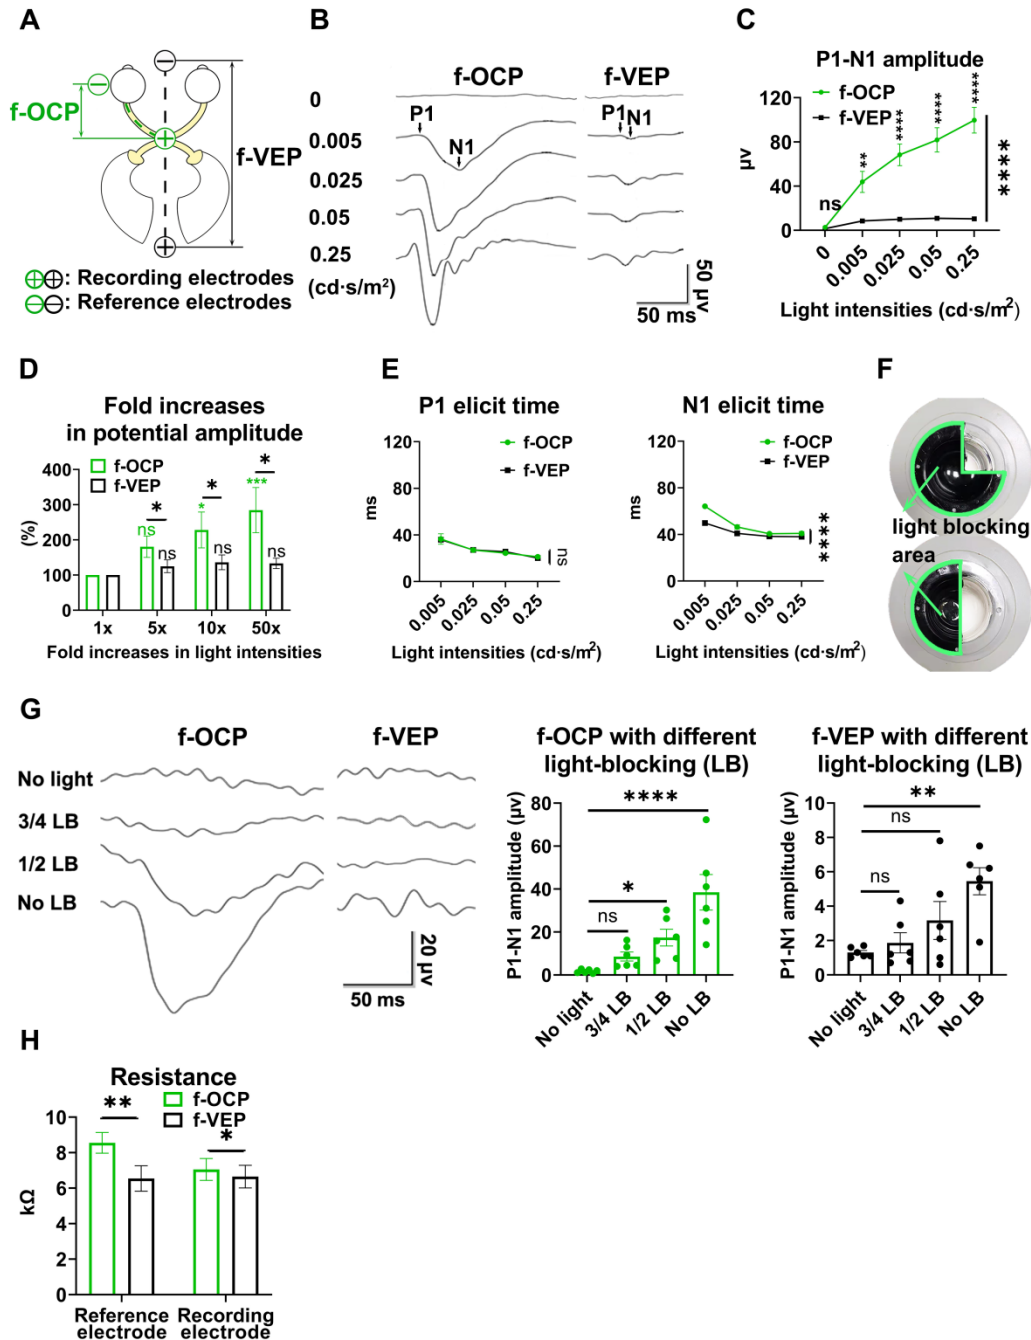 A
f-OCP
f-VEP
⊕⊕: Recording electrodes
⊖⊖: Reference electrodes
B
f-OCP
f-VEP
0
0.005
0.025
0.05
0.25
(cd·s/m²)
P1
N1
P1
N1
50 μv
50 ms
C
P1-N1 amplitude
f-OCP
f-VEP
120
80
40
0
μv
ns
**
****
****
****
****
0
0.005
0.025
0.05
0.25
Light intensities (cd·s/m²)
D
Fold increases
in potential amplitude
f-OCP
f-VEP
400
300
200
100
0
(%)
ns
*
ns
*
*
ns
***
*
ns
1x
5x
10x
50x
Fold increases in light intensities
E
P1 elicit time
f-OCP
f-VEP
120
80
40
0
ms
ns
0.005
0.025
0.05
0.25
Light intensities (cd·s/m²)
N1 elicit time
f-OCP
f-VEP
120
80
40
0
ms
****
0.005
0.025
0.05
0.25
Light intensities (cd·s/m²)
F
light blocking
area
G
f-OCP
f-VEP
No light
3/4 LB
1/2 LB
No LB
20 μv
50 ms
f-OCP with different
light-blocking (LB)
80
60
40
20
0
P1-N1 amplitude (μv)
****
*
ns
No light
3/4 LB
1/2 LB
No LB
f-VEP with different
light-blocking (LB)
10
8
6
4
2
0
P1-N1 amplitude (μv)
**
ns
ns
No light
3/4 LB
1/2 LB
No LB
H
Resistance
f-OCP
f-VEP
10
8
6
4
2
0
kΩ
**
*
Reference
electrode
Recording
electrode